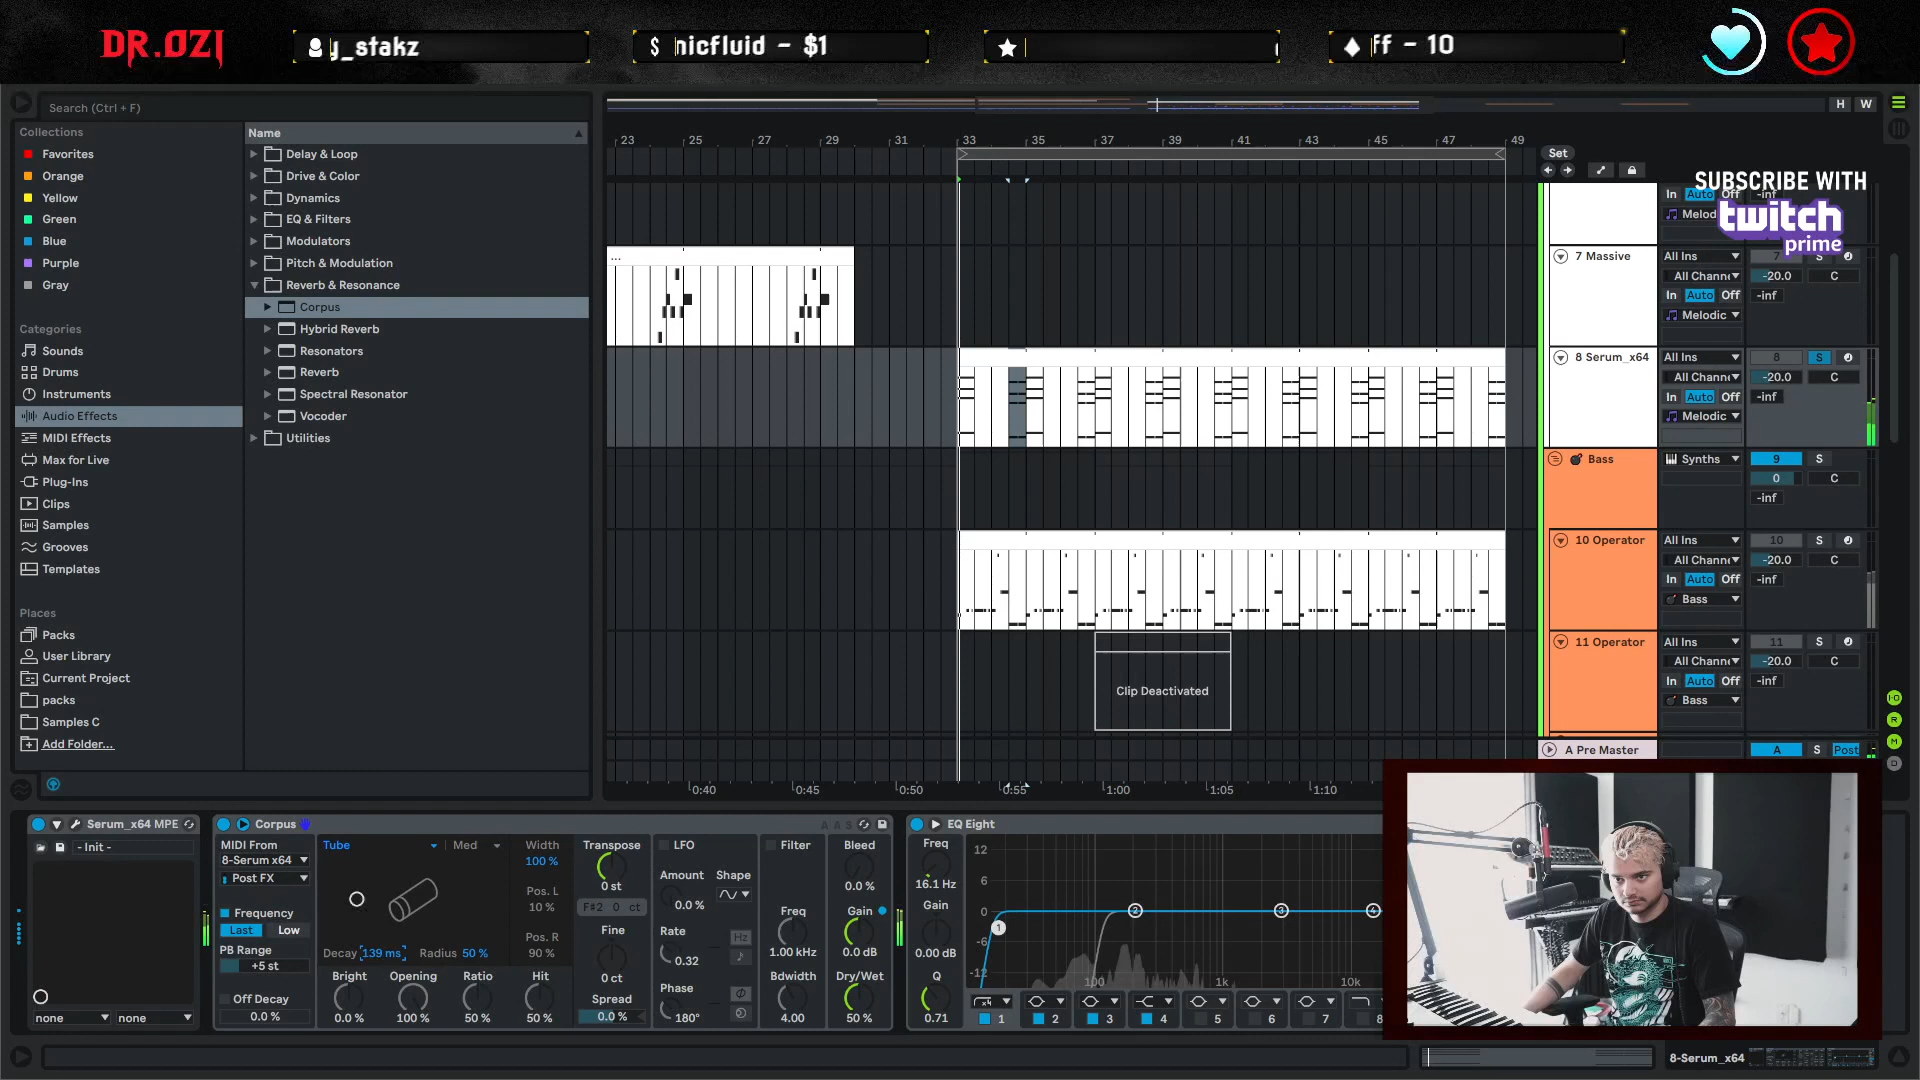 DR.OZI
y_stakz
$ nicfluid - $1
ff - 10
Search (Ctrl + F)
H W
Collections
Name
Favorites
Orange
Yellow
Green
Blue
Purple
Gray
Delay & Loop
Drive & Color
Dynamics
EQ & Filters
Modulators
Pitch & Modulation
Reverb & Resonance
Corpus
Hybrid Reverb
Resonators
Reverb
Spectral Resonator
Vocoder
Utilities
Categories
Sounds
Drums
Instruments
Audio Effects
MIDI Effects
Max for Live
Plug-Ins
Clips
Samples
Grooves
Templates
Places
Packs
User Library
Current Project
packs
Samples C
Add Folder...
23 25 27 29 31 33 35 37 39 41 43 45 47 49
Set
SUBSCRIBE WITH
twitch
prime
In Auto Off -inf
Melod
...
7 Massive All Ins 7 S
All Channe -20.0 C
In Auto Off -inf
Melodic
8 Serum_x64 All Ins 8 S
All Channe -20.0 C
In Auto Off -inf
Melodic
Bass Synths 9 S
0 C
-inf
10 Operator All Ins 10 S
All Channe -20.0 C
In Auto Off -inf
Bass
Clip Deactivated
11 Operator All Ins 11 S
All Channe -20.0 C
In Auto Off -inf
Bass
A Pre Master A S Post
0:40 0:45 0:50 0:55 1:00 1:05 1:10
Serum_x64 MPE
- Init -
none none
Corpus
MIDI From
8-Serum x64
Post FX
Frequency
Last Low
PB Range
+5 st
Off Decay
0.0 %
Tube Med
Width
100 %
Pos. L
10 %
Pos. R
90 %
Decay 139 ms Radius 50 %
Bright Opening Ratio Hit
0.0 % 100 % 50 % 50 %
Transpose
0 st
F#2 0 ct
Fine
0 ct
Spread
0.0 %
LFO
Amount Shape
0.0 %
Rate
Hz
0.32
Phase
180°
Filter
Freq
1.00 kHz
Bdwidth
4.00
Bleed
0.0 %
Gain
0.0 dB
Dry/Wet
50 %
EQ Eight
Freq
16.1 Hz
Gain
0.00 dB
Q
0.71
12
6
0
-6
-12
100 1k 10k
1 2 3 4
1 2 3 4 5 6 7 8
8-Serum_x64